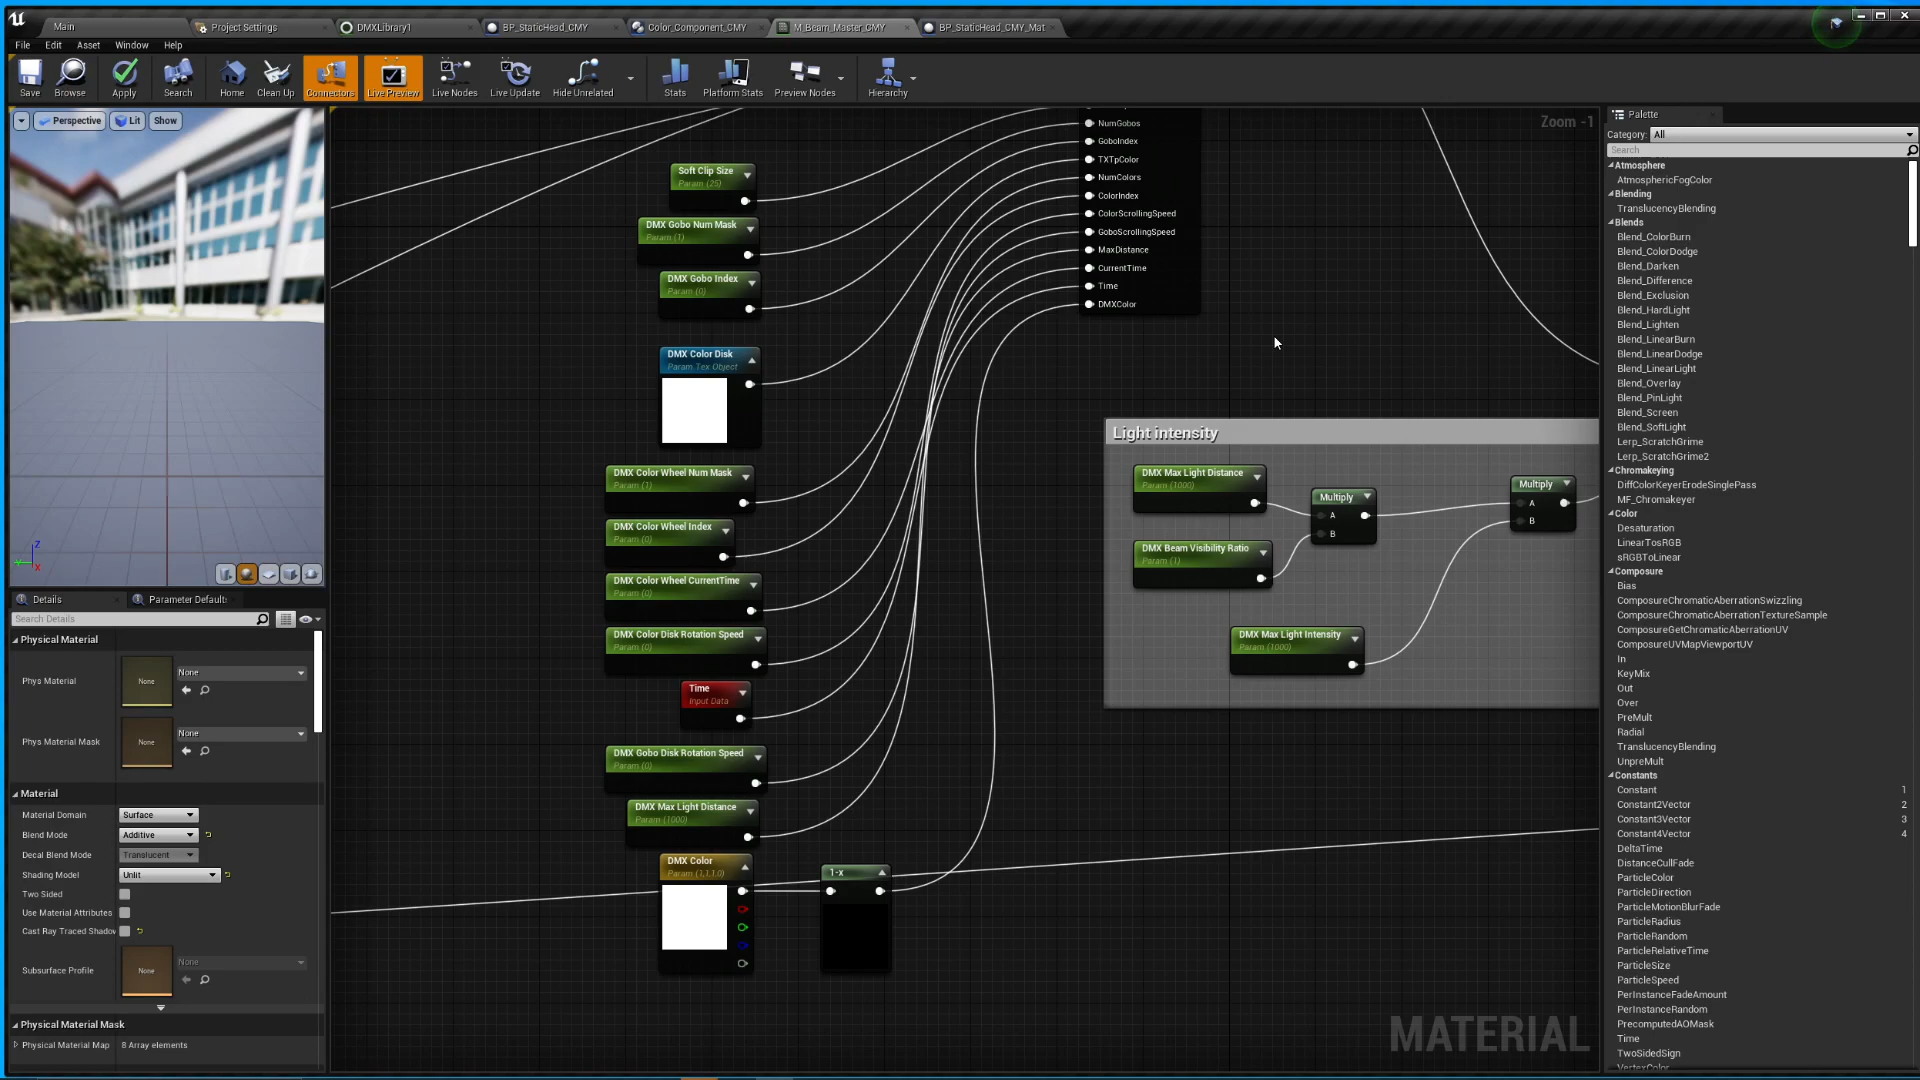 Main
Project Settings
DMXLibrary1
BP_StaticHead_CMY
Color_Component_CMY
M_Beam_Master_CMY
BP_StaticHead_CMY_Mat
File Edit Asset Window Help
Save
Browse
Apply
Search
Home
Clean Up
Connectors
Live Preview
Live Nodes
Live Update
Hide Unrelated
Stats
Platform Stats
Preview Nodes
Hierarchy
Perspective
Lit
Show
Zoom -1
NumGobos
GoboIndex
TXTpColor
NumColors
ColorIndex
ColorScrollingSpeed
GoboScrollingSpeed
MaxDistance
CurrentTime
Time
DMXColor
Soft Clip Size
Param (25)
DMX Gobo Num Mask
Param (1)
DMX Gobo Index
Param (0)
DMX Color Disk
Param Tex Object
DMX Color Wheel Num Mask
Param (1)
DMX Color Wheel Index
Param (0)
DMX Color Wheel CurrentTime
Param (0)
DMX Color Disk Rotation Speed
Param (0)
Time
Input Data
DMX Gobo Disk Rotation Speed
Param (0)
DMX Max Light Distance
Param (1000)
DMX Color
Param (1,1,1,0)
1-x
Light intensity
DMX Max Light Distance
Param (1000)
DMX Beam Visibility Ratio
Param (1)
DMX Max Light Intensity
Param (1000)
Multiply
A
B
Multiply
A
B
MATERIAL
Z
X
Details
Parameter Default
Search Details
Physical Material
Phys Material
None
None
Phys Material Mask
None
None
Material
Material Domain
Surface
Blend Mode
Additive
Decal Blend Mode
Translucent
Shading Model
Unlit
Two Sided
Use Material Attributes
Cast Ray Traced Shadow
Subsurface Profile
None
None
Physical Material Mask
Physical Material Map
8 Array elements
Palette
Category: All
Search
Atmosphere
AtmosphericFogColor
Blending
TranslucencyBlending
Blends
Blend_ColorBurn
Blend_ColorDodge
Blend_Darken
Blend_Difference
Blend_Exclusion
Blend_HardLight
Blend_Lighten
Blend_LinearBurn
Blend_LinearDodge
Blend_LinearLight
Blend_Overlay
Blend_PinLight
Blend_Screen
Blend_SoftLight
Lerp_ScratchGrime
Lerp_ScratchGrime2
Chromakeying
DiffColorKeyerErodeSinglePass
MF_Chromakeyer
Color
Desaturation
LinearTosRGB
sRGBToLinear
Composure
Bias
ComposureChromaticAberrationSwizzling
ComposureChromaticAberrationTextureSample
ComposureGetChromaticAberrationUV
ComposureUVMapViewportUV
In
KeyMix
Out
Over
PreMult
Radial
TranslucencyBlending
UnpreMult
Constants
Constant 1
Constant2Vector 2
Constant3Vector 3
Constant4Vector 4
DeltaTime
DistanceCullFade
ParticleColor
ParticleDirection
ParticleMotionBlurFade
ParticleRadius
ParticleRandom
ParticleRelativeTime
ParticleSize
ParticleSpeed
PerInstanceFadeAmount
PerInstanceRandom
PrecomputedAOMask
Time
TwoSidedSign
VertexColor